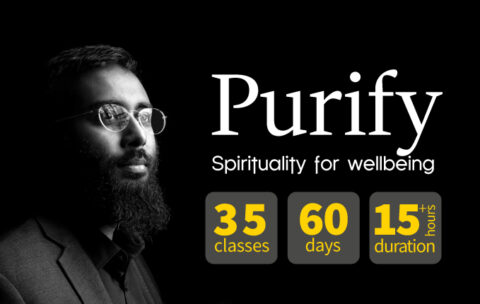 Purify
Spirituality for wellbeing
35
classes
60
days
15+ hours
duration